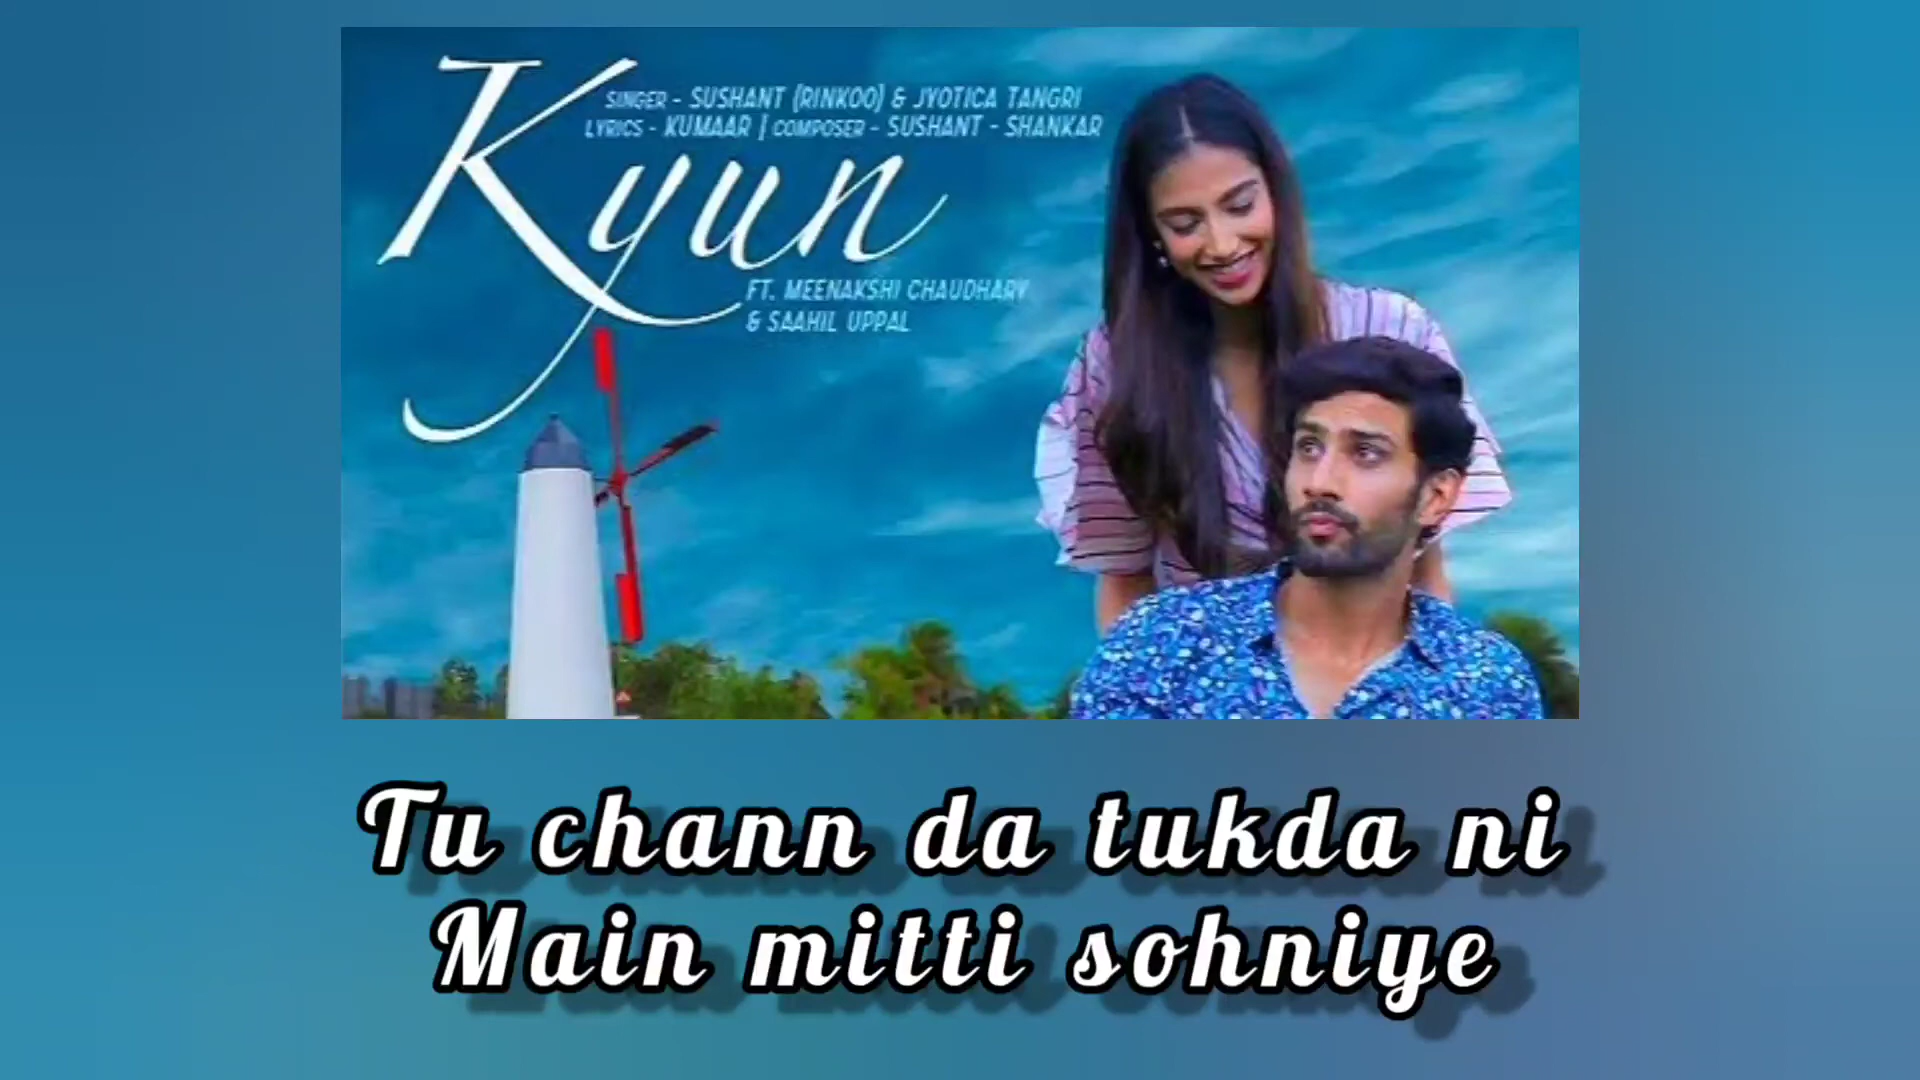 SINGER - SUSHANT (RINKOO) & JYOTICA TANGRI
LYRICS - KUMAAR | COMPOSER - SUSHANT - SHANKAR
Kyun
FT. MEENAKSHI CHAUDHARY
& SAAHIL UPPAL
Tu chann da tukda ni
Main mitti sohniye